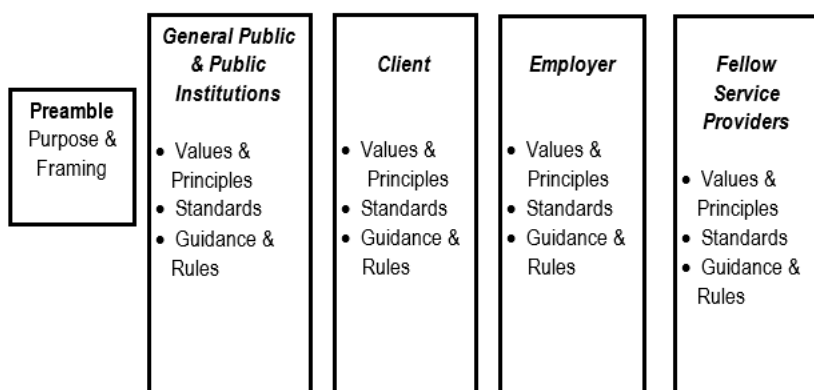 Preamble
Purpose &
Framing
General Public
& Public
Institutions
• Values &
Principles
• Standards
• Guidance &
Rules
Client
• Values &
Principles
• Standards
• Guidance &
Rules
Employer
• Values &
Principles
• Standards
• Guidance &
Rules
Fellow
Service
Providers
• Values &
Principles
• Standards
• Guidance &
Rules